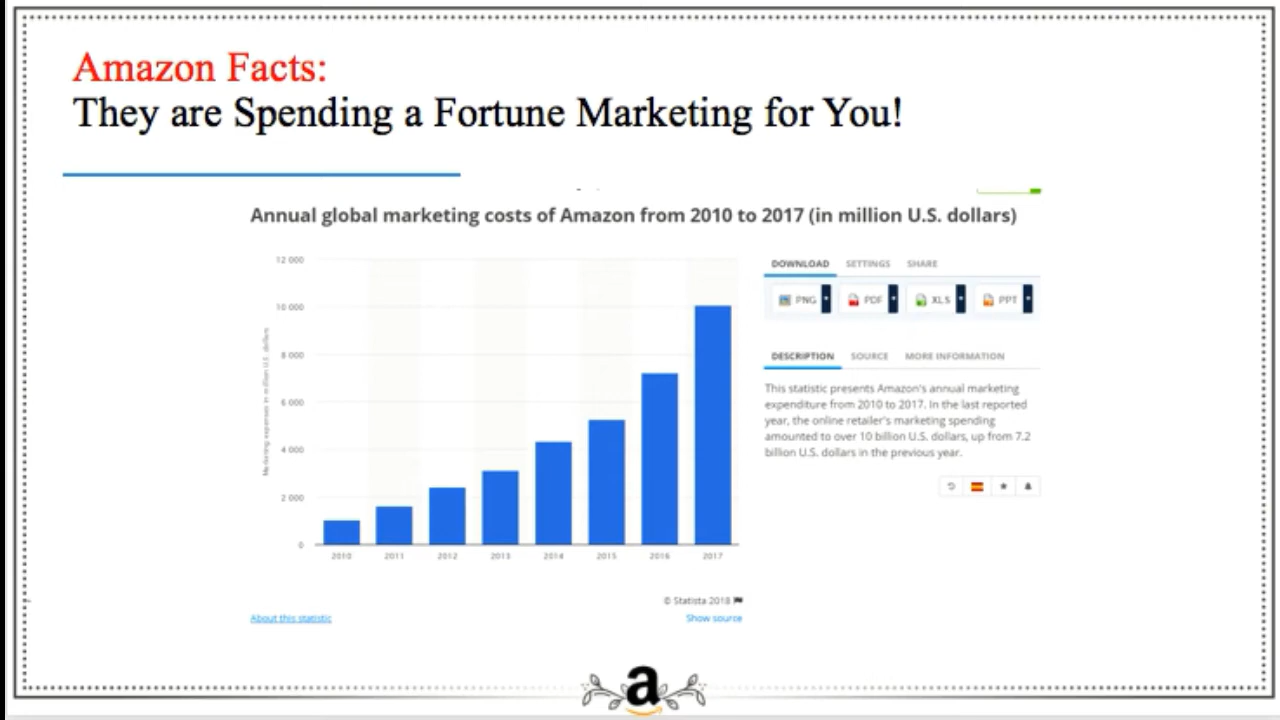 Amazon Facts:
They are Spending a Fortune Marketing for You!
Annual global marketing costs of Amazon from 2010 to 2017 (in million U.S. dollars)
12 000
10 000
8 000
6 000
4 000
2 000
0
Marketing expenses in million U.S. dollars
2010 2011 2012 2013 2014 2015 2016 2017
© Statista 2018
About this statistic
Show source
DOWNLOAD SETTINGS SHARE
PNG PDF XLS PPT
DESCRIPTION SOURCE MORE INFORMATION
This statistic presents Amazon's annual marketing
expenditure from 2010 to 2017. In the last reported
year, the online retailer's marketing spending
amounted to over 10 billion U.S. dollars, up from 7.2
billion U.S. dollars in the previous year.
a